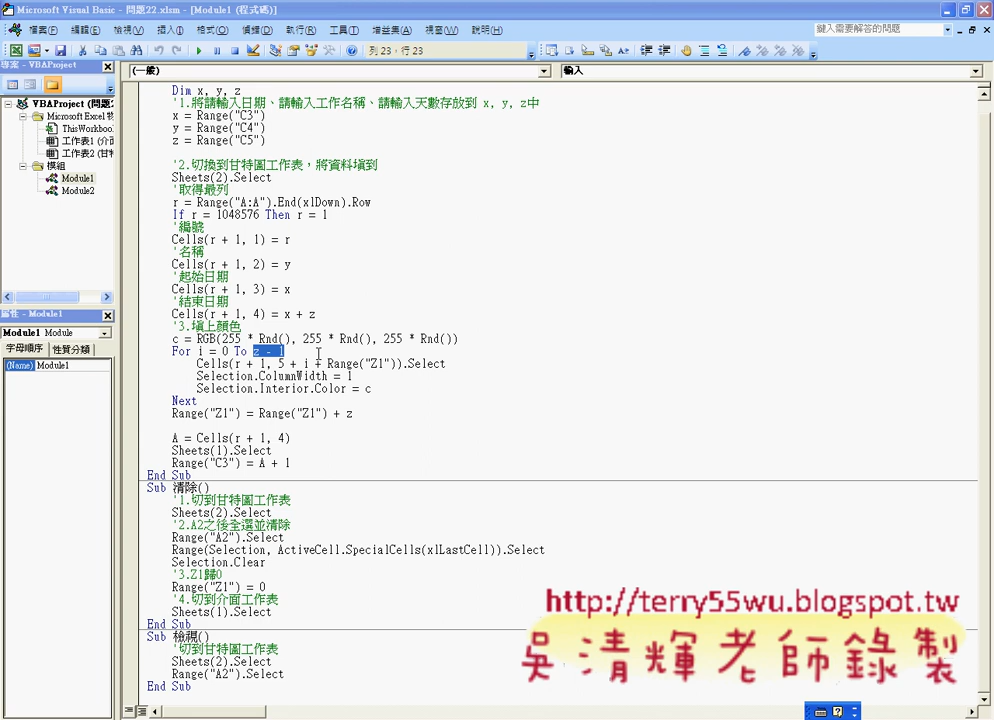 Microsoft Visual Basic - 問題22.xlsm - [Module1 (程式碼)]
檔案(F) 編輯(E) 檢視(V) 插入(I) 格式(O) 偵錯(D) 執行(R) 工具(T) 增益集(A) 視窗(W) 說明(H) 鍵入需要解答的問題
列 23，行 23
專案 - VBAProject
(一般) 輸入
VBAProject (問題2
Microsoft Excel 物
ThisWorkboo
工作表1 (介面
工作表2 (甘特
模組
Module1
Module2
屬性 - Module1
Module1 Module
字母順序 性質分類
(Name) Module1
Dim x, y, z
'1.將請輸入日期、請輸入工作名稱、請輸入天數存放到 x, y, z中
x = Range("C3")
y = Range("C4")
z = Range("C5")
'2.切換到甘特圖工作表，將資料填到
Sheets(2).Select
'取得最列
r = Range("A:A").End(xlDown).Row
If r = 1048576 Then r = 1
'編號
Cells(r + 1, 1) = r
'名稱
Cells(r + 1, 2) = y
'起始日期
Cells(r + 1, 3) = x
'結束日期
Cells(r + 1, 4) = x + z
'3.填上顏色
c = RGB(255 * Rnd(), 255 * Rnd(), 255 * Rnd())
For i = 0 To z - 1
Cells(r + 1, 5 + i + Range("Z1")).Select
Selection.ColumnWidth = 1
Selection.Interior.Color = c
Next
Range("Z1") = Range("Z1") + z
A = Cells(r + 1, 4)
Sheets(1).Select
Range("C3") = A + 1
End Sub
Sub 清除()
'1.切到甘特圖工作表
Sheets(2).Select
'2.A2之後全選並清除
Range("A2").Select
Range(Selection, ActiveCell.SpecialCells(xlLastCell)).Select
Selection.Clear
'3.Z1歸0
Range("Z1") = 0
'4.切到介面工作表
Sheets(1).Select
End Sub
Sub 檢視()
'切到甘特圖工作表
Sheets(2).Select
Range("A2").Select
End Sub
http://terry55wu.blogspot.tw
吳清輝老師錄製